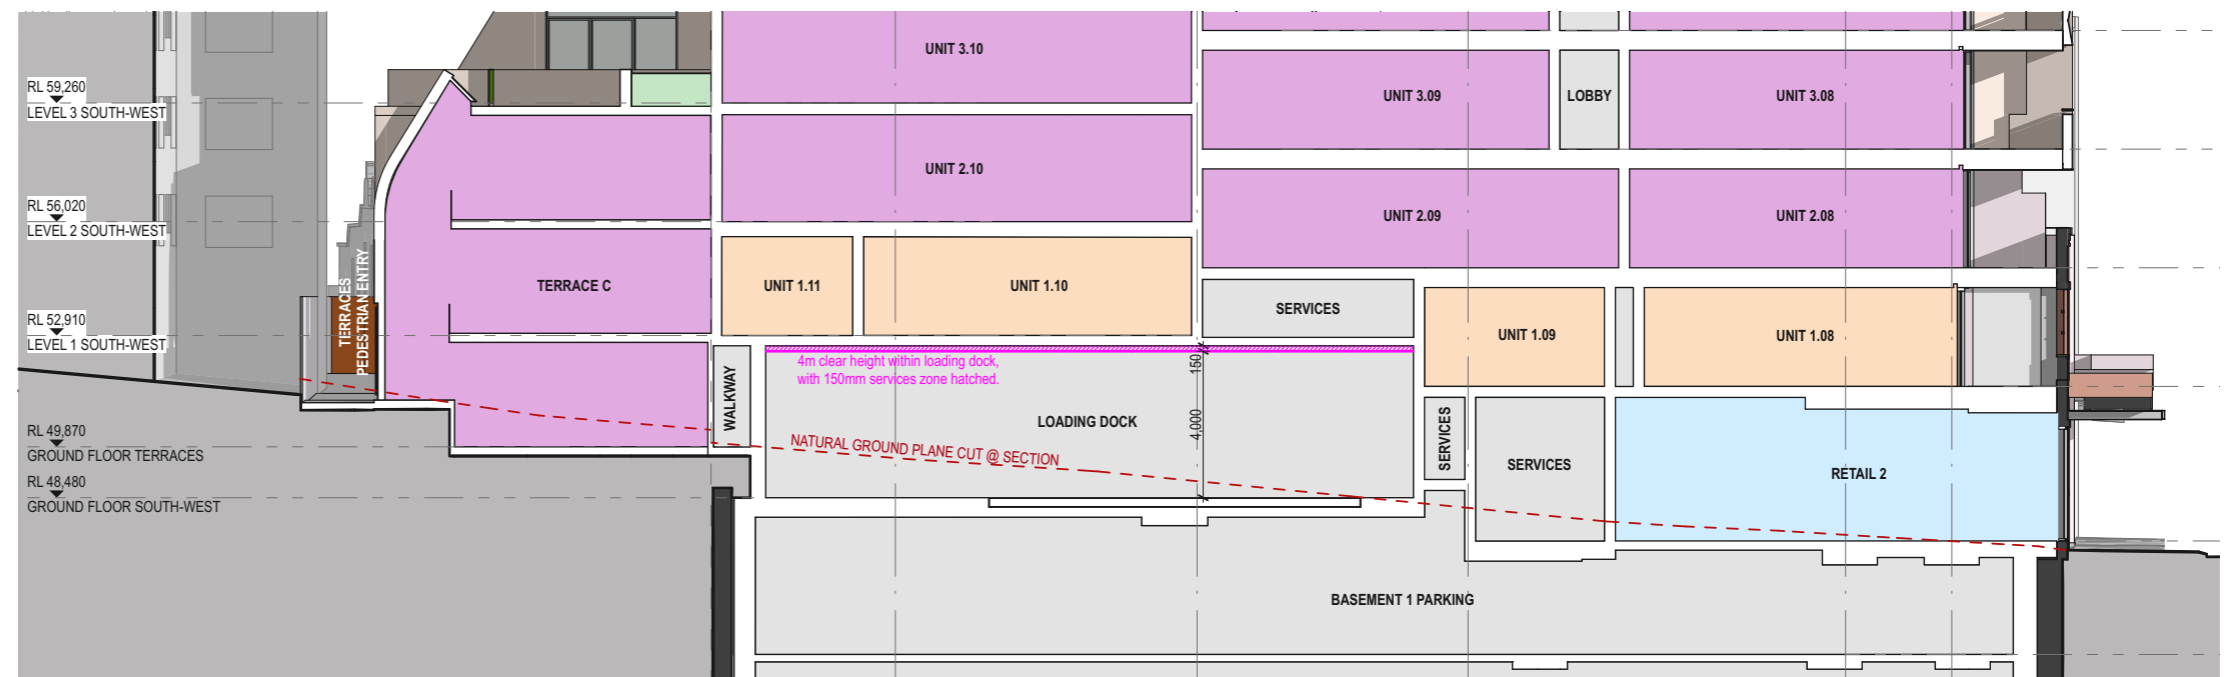 UNIT 3.10
RL 59,260
LEVEL 3 SOUTH-WEST
UNIT 3.09
LOBBY
UNIT 3.08
UNIT 2.10
RL 56,020
LEVEL 2 SOUTH-WEST
UNIT 2.09
UNIT 2.08
TERRACES
PEDESTRIAN ENTRY
TERRACE C
UNIT 1.11
UNIT 1.10
SERVICES
RL 52,910
LEVEL 1 SOUTH-WEST
UNIT 1.09
UNIT 1.08
4m clear height within loading dock,
with 150mm services zone hatched.
150
WALKWAY
LOADING DOCK
4,000
RL 49,870
GROUND FLOOR TERRACES
NATURAL GROUND PLANE CUT @ SECTION
SERVICES
SERVICES
RETAIL 2
RL 48,480
GROUND FLOOR SOUTH-WEST
BASEMENT 1 PARKING